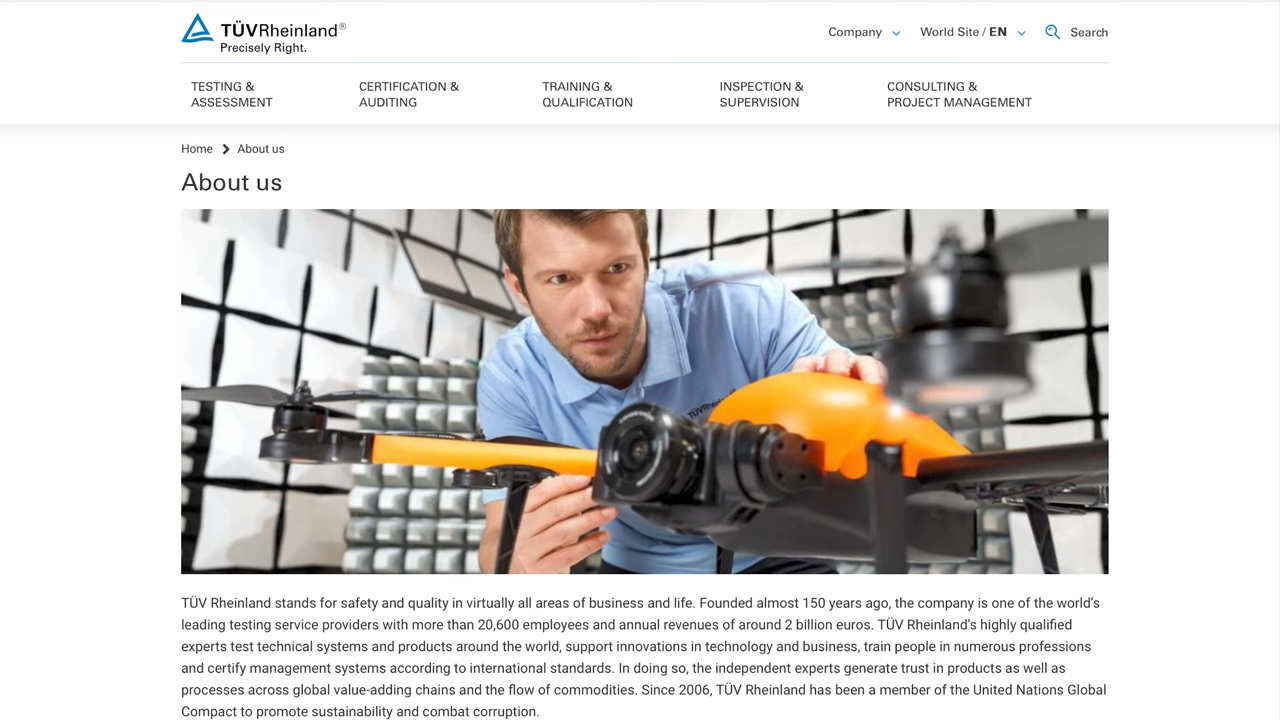 TÜVRheinland®
Precisely Right.
Company
World Site / EN
Search
TESTING &
ASSESSMENT
CERTIFICATION &
AUDITING
TRAINING &
QUALIFICATION
INSPECTION &
SUPERVISION
CONSULTING &
PROJECT MANAGEMENT
Home
About us
About us
TÜVRheinland
TÜV Rheinland stands for safety and quality in virtually all areas of business and life. Founded almost 150 years ago, the company is one of the world’s
leading testing service providers with more than 20,600 employees and annual revenues of around 2 billion euros. TÜV Rheinland’s highly qualified
experts test technical systems and products around the world, support innovations in technology and business, train people in numerous professions
and certify management systems according to international standards. In doing so, the independent experts generate trust in products as well as
processes across global value-adding chains and the flow of commodities. Since 2006, TÜV Rheinland has been a member of the United Nations Global
Compact to promote sustainability and combat corruption.